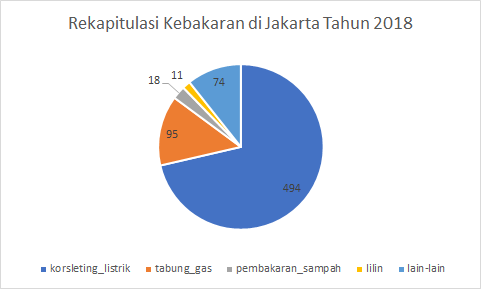 Rekapitulasi Kebakaran di Jakarta Tahun 2018
11
18
74
95
494
korsleting_listrik tabung_gas pembakaran_sampah lilin lain-lain